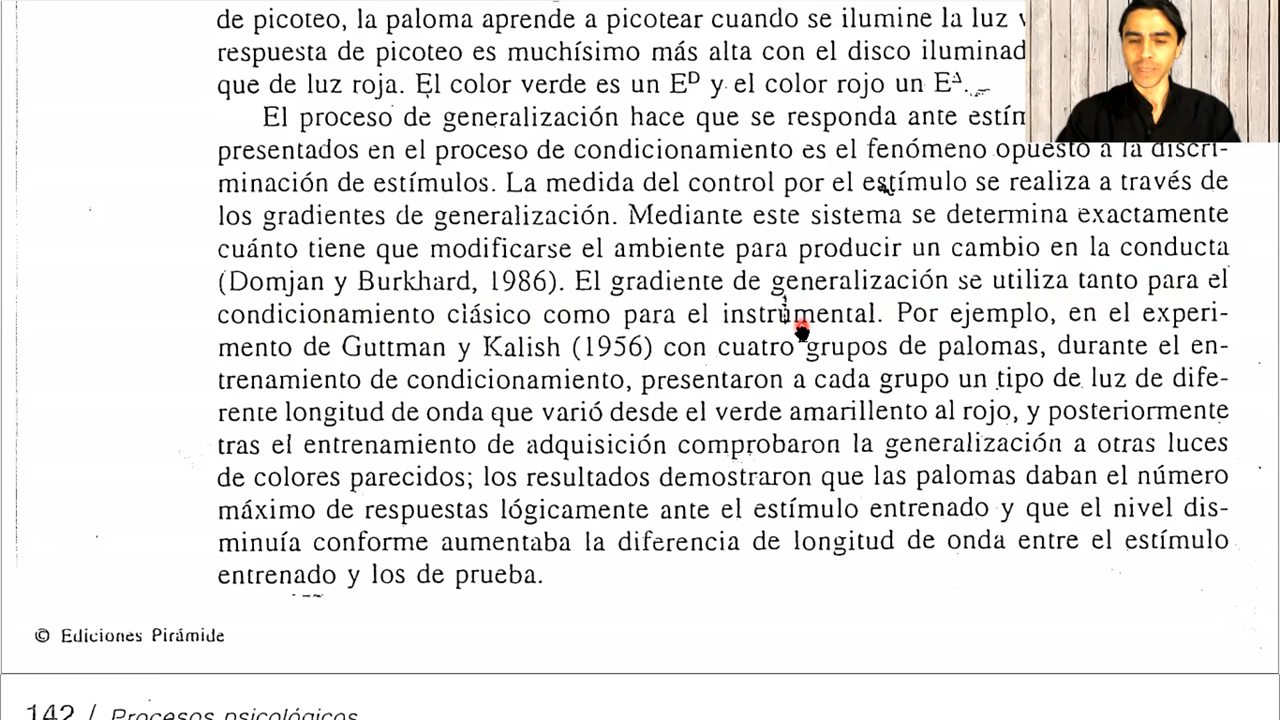 de picoteo, la paloma aprende a picotear cuando se ilumine la luz
respuesta de picoteo es muchísimo más alta con el disco iluminad
que de luz roja. El color verde es un Eᴰ y el color rojo un Eᐃ.
El proceso de generalización hace que se responda ante estím
presentados en el proceso de condicionamiento es el fenómeno opuesto a la discri-
minación de estímulos. La medida del control por el estímulo se realiza a través de
los gradientes de generalización. Mediante este sistema se determina exactamente
cuánto tiene que modificarse el ambiente para producir un cambio en la conducta
(Domjan y Burkhard, 1986). El gradiente de generalización se utiliza tanto para el
condicionamiento clásico como para el instrumental. Por ejemplo, en el experi-
mento de Guttman y Kalish (1956) con cuatro grupos de palomas, durante el en-
trenamiento de condicionamiento, presentaron a cada grupo un tipo de luz de dife-
rente longitud de onda que varió desde el verde amarillento al rojo, y posteriormente
tras el entrenamiento de adquisición comprobaron la generalización a otras luces
de colores parecidos; los resultados demostraron que las palomas daban el número
máximo de respuestas lógicamente ante el estímulo entrenado y que el nivel dis-
minuía conforme aumentaba la diferencia de longitud de onda entre el estímulo
entrenado y los de prueba.
© Ediciones Pirámide
142 / Procesos psicológicos